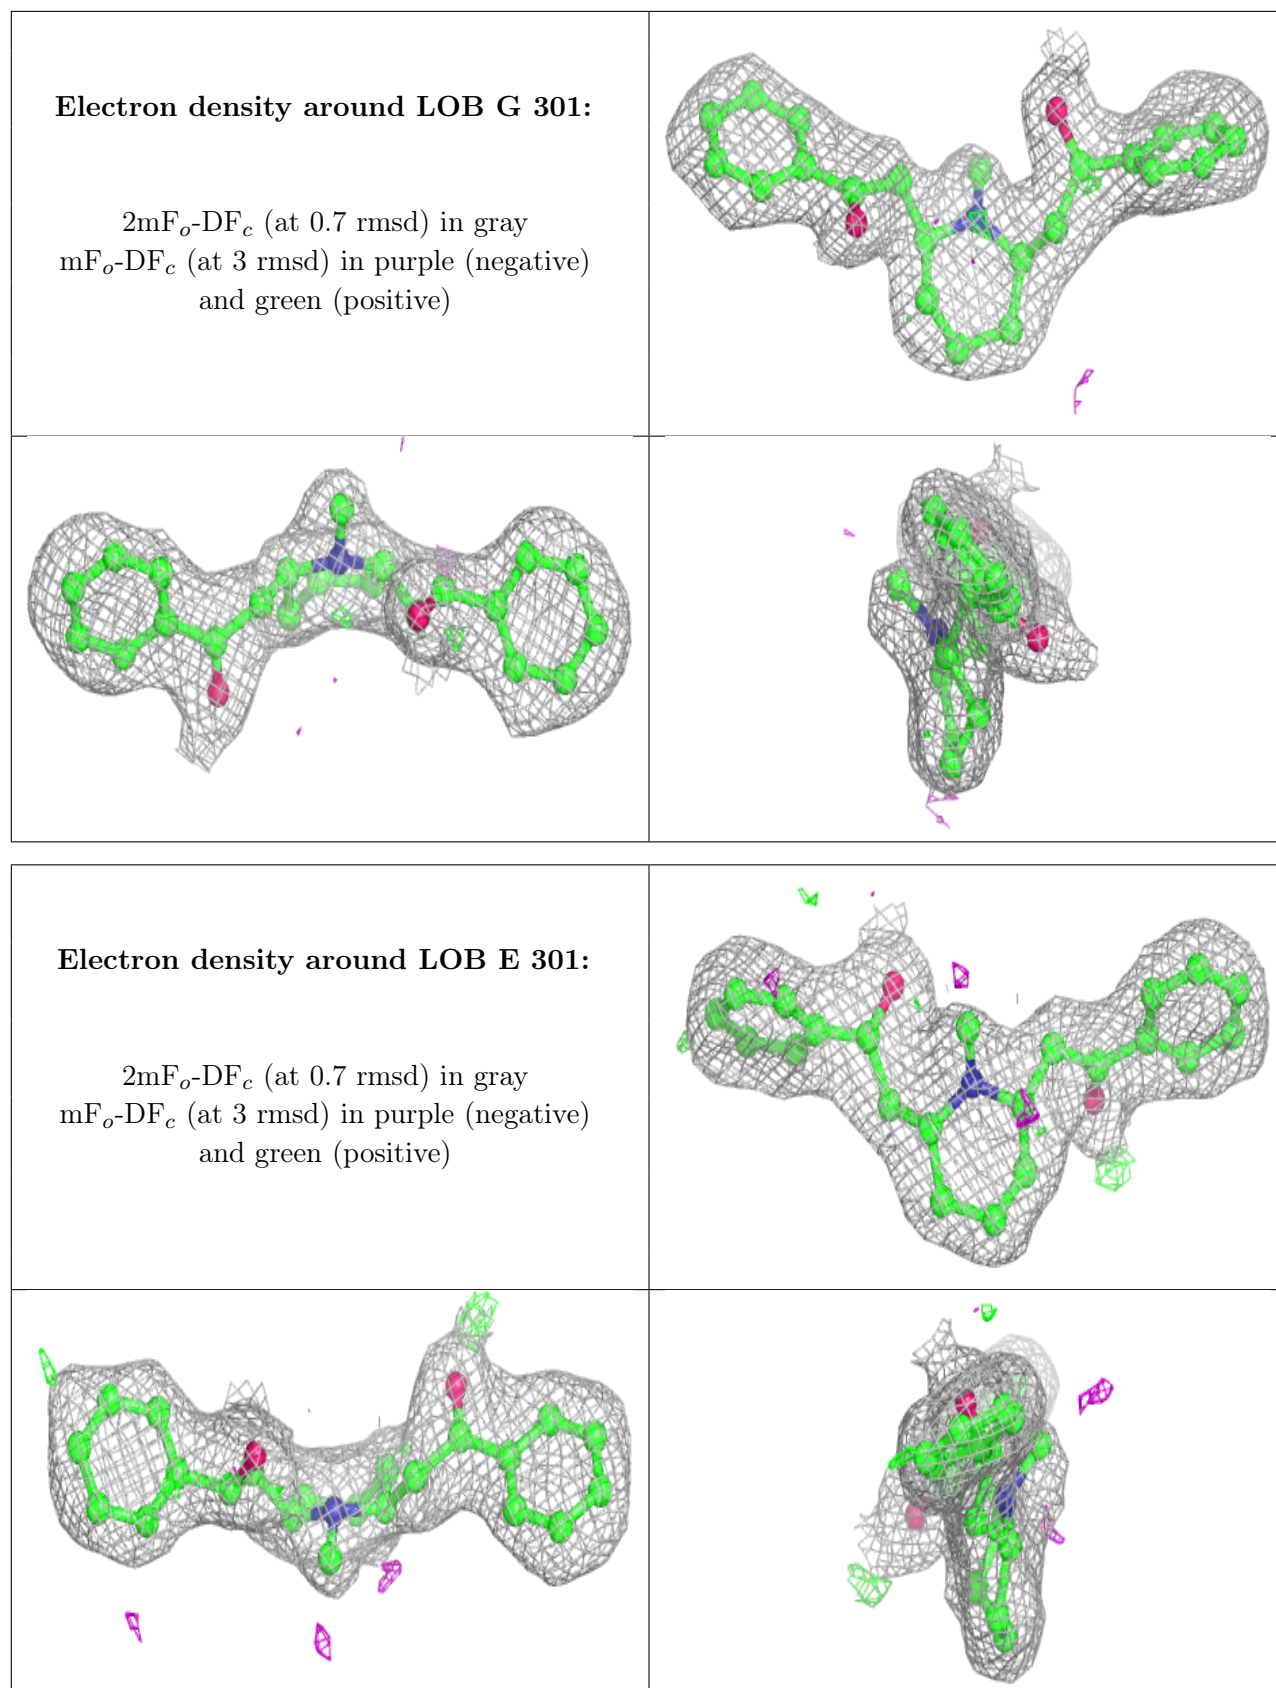 Electron density around LOB G 301:
2mFo-DFc (at 0.7 rmsd) in gray
mFo-DFc (at 3 rmsd) in purple (negative)
and green (positive)
Electron density around LOB E 301:
2mFo-DFc (at 0.7 rmsd) in gray
mFo-DFc (at 3 rmsd) in purple (negative)
and green (positive)